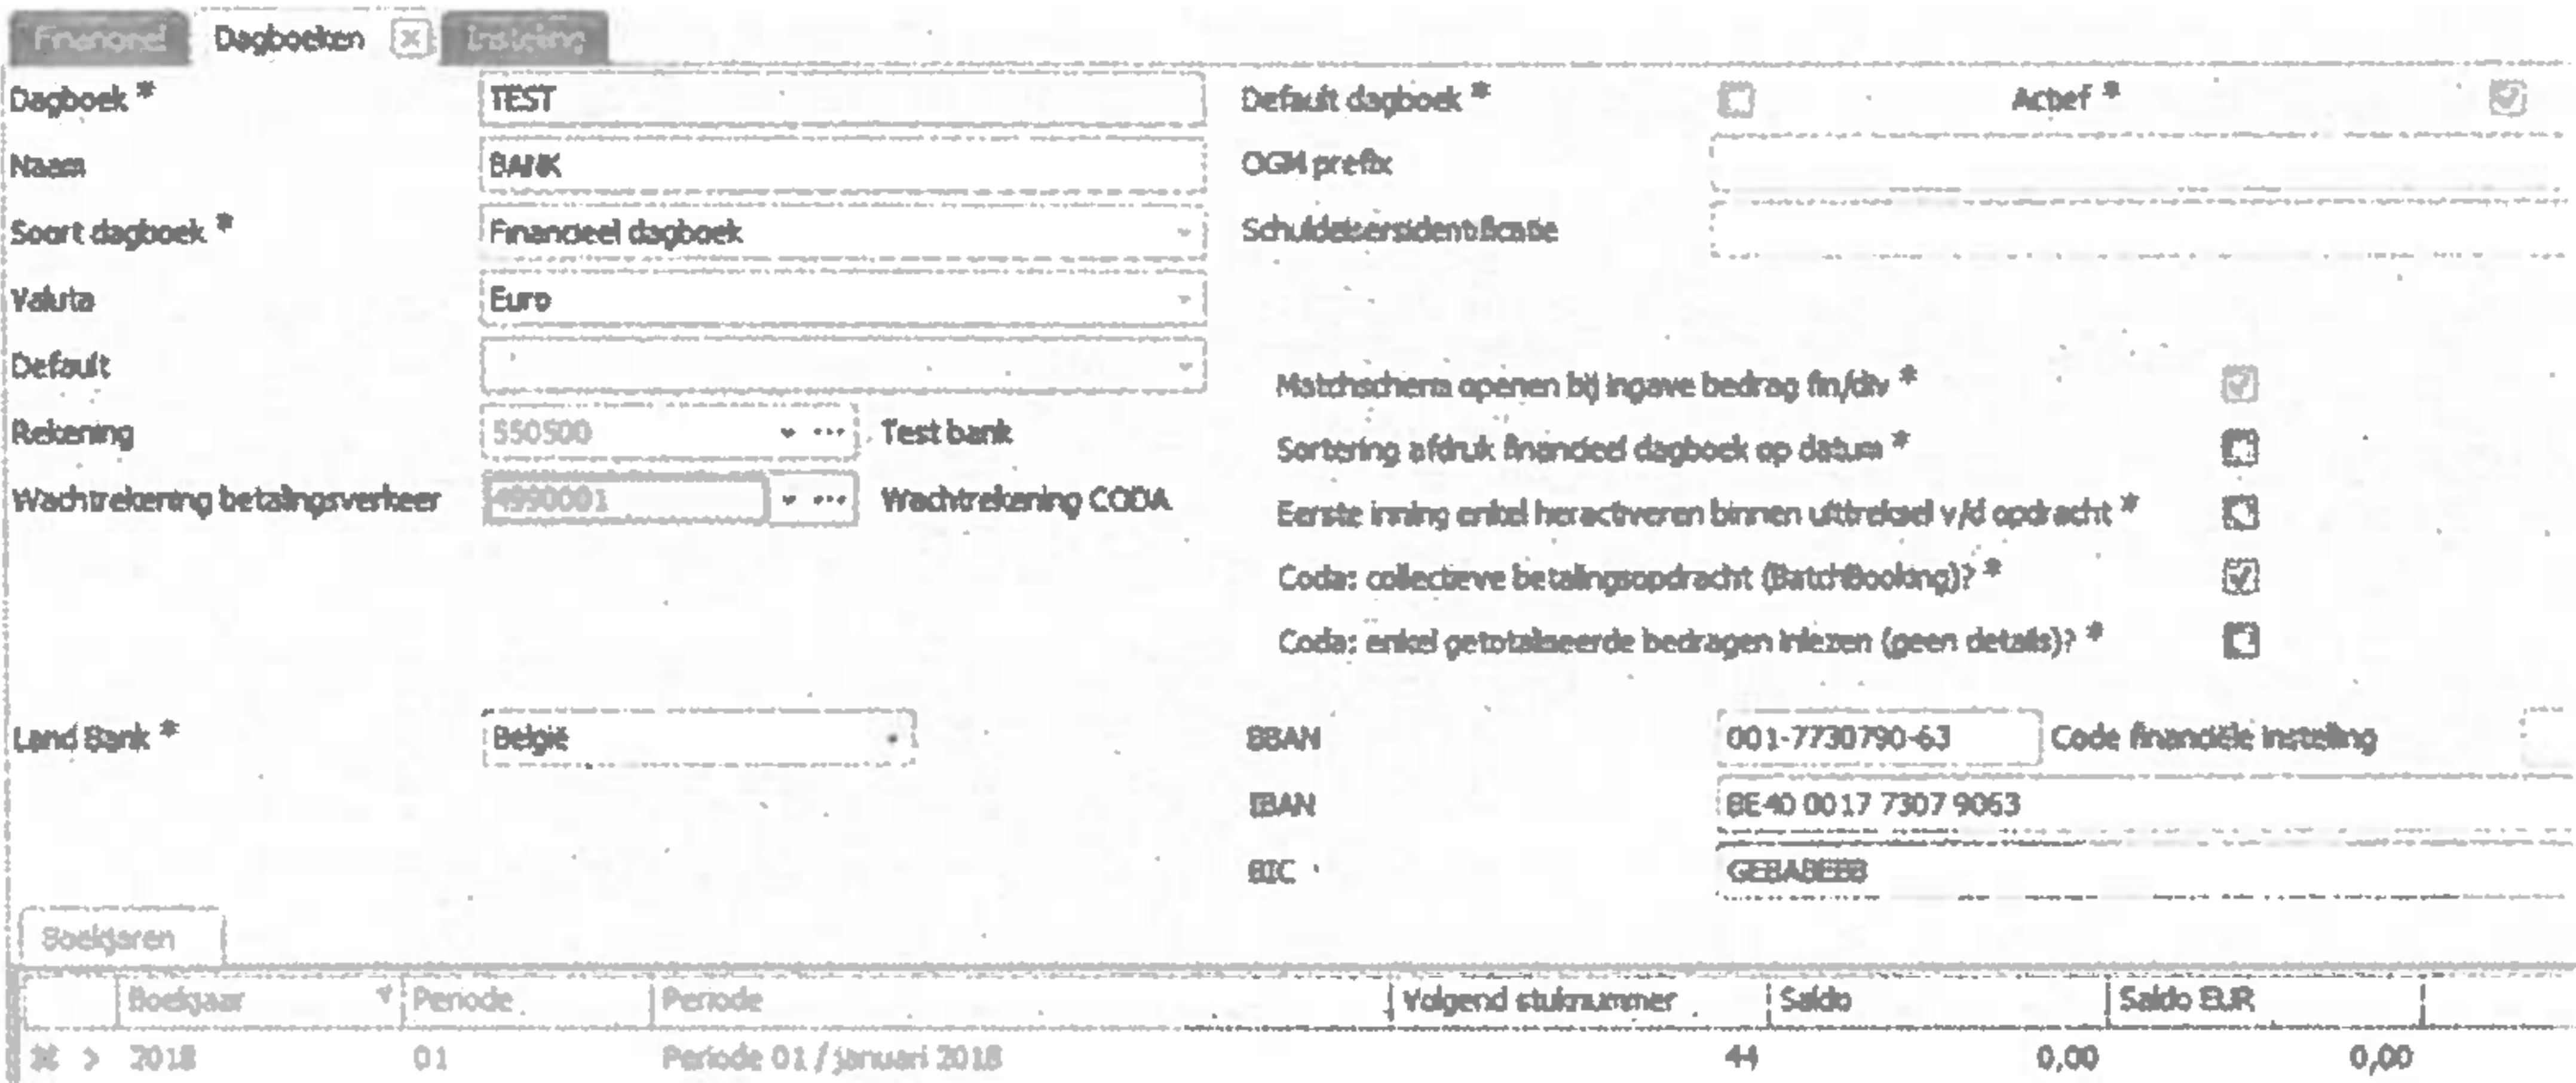 Financieel Dagboeken Instelling
Dagboek * TEST Default dagboek * Actief *
Naam BANK OGM prefix
Soort dagboek * Financieel dagboek Schuldeisersidentificatie
Valuta Euro
Default
Matchscherm openen bij ingave bedrag fin/div *
Rekening 550500 Test bank
Sortering afdruk financieel dagboek op datum *
Wachtrekening betalingsverkeer 4990001 Wachtrekening CODA
Eerste inning enkel heractiveren binnen uittreksel v/d opdracht *
Coda: collectieve betalingsopdracht (BatchBooking)? *
Coda: enkel getotaliseerde bedragen inlezen (geen details)? *
Land Bank * België BBAN 001-7730790-63 Code financiële instelling
IBAN BE40 0017 7307 9063
BIC GEBABEBB
Boekjaren
Boekjaar Periode Periode Volgend stuknummer Saldo Saldo EUR
2018 01 Periode 01 / januari 2018 44 0,00 0,00